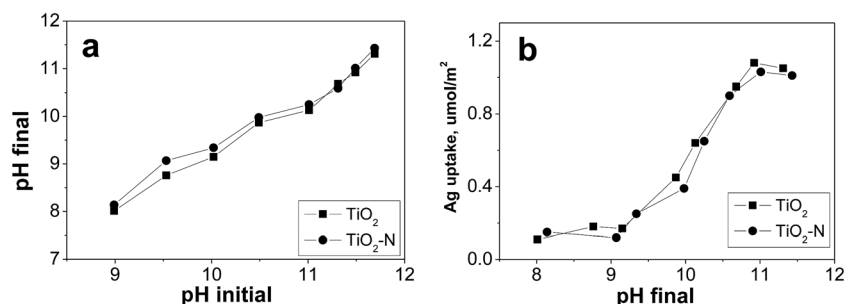 a
12
11
10
9
8
7
pH final
9
10
11
12
pH initial
TiO₂
TiO₂-N
b
1.2
0.8
0.4
0.0
Ag uptake, umol/m²
8
9
10
11
12
pH final
TiO₂
TiO₂-N